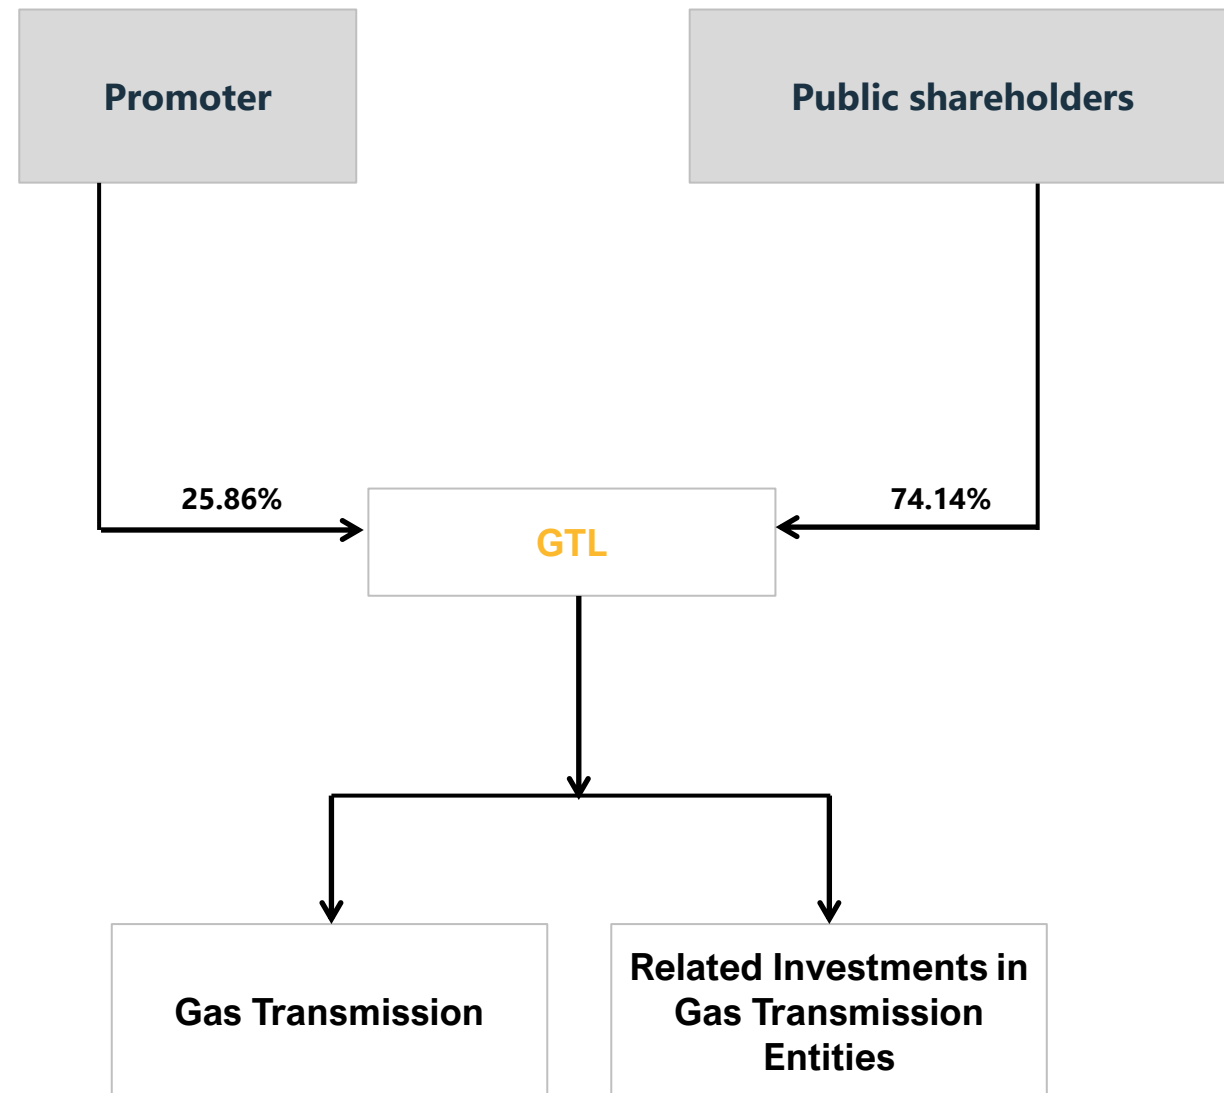 Promoter
Public shareholders
25.86%
74.14%
GTL
Gas Transmission
Related Investments in
Gas Transmission
Entities